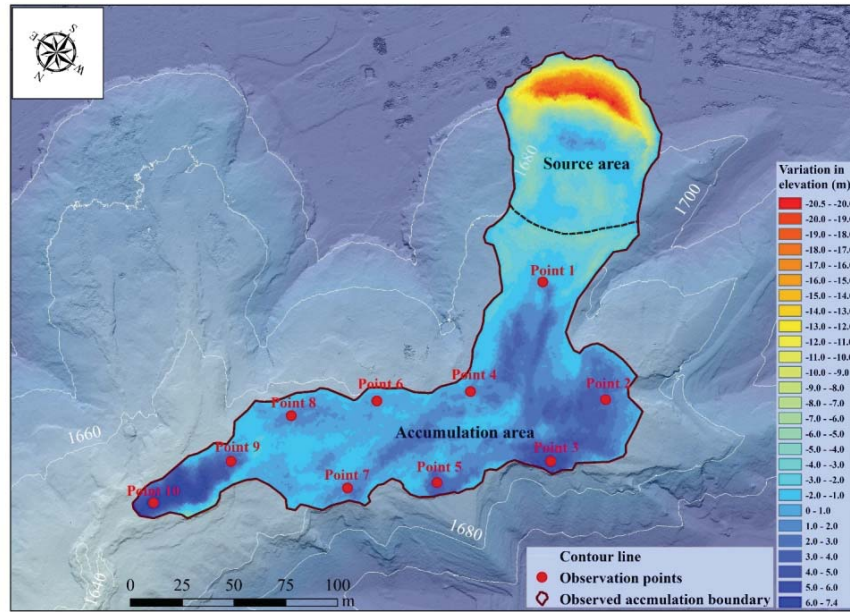 S
E
W
N
1680
Source area
1700
Point 1
Point 2
Point 4
Point 6
Point 8
Accumulation area
1660
Point 9
Point 3
Point 5
Point 7
Point 10
1680
1640
Variation in
elevation (m)
-20.5 - -20.0
-20.0 - -19.0
-19.0 - -18.0
-18.0 - -17.0
-17.0 - -16.0
-16.0 - -15.0
-15.0 - -14.0
-14.0 - -13.0
-13.0 - -12.0
-12.0 - -11.0
-11.0 - -10.0
-10.0 - -9.0
-9.0 - -8.0
-8.0 - -7.0
-7.0 - -6.0
-6.0 - -5.0
-5.0 - -4.0
-4.0 - -3.0
-3.0 - -2.0
-2.0 - -1.0
0 - 1.0
1.0 - 2.0
2.0 - 3.0
3.0 - 4.0
4.0 - 5.0
5.0 - 6.0
6.0 - 7.4
0 25 50 75 100
m
Contour line
Observation points
Observed accmulation boundary